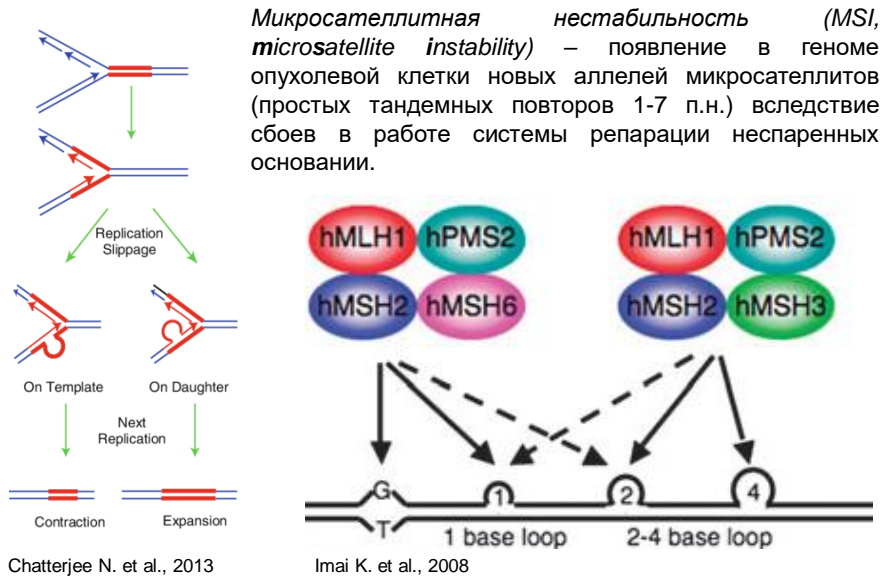 Микросателлитная нестабильность (MSI,
microsatellite instability) – появление в геноме
опухолевой клетки новых аллелей микросателлитов
(простых тандемных повторов 1-7 п.н.) вследствие
сбоев в работе системы репарации неспаренных
основании.
Replication
Slippage
On Template
On Daughter
Next
Replication
Contraction
Expansion
Chatterjee N. et al., 2013
hMLH1 hPMS2
hMSH2 hMSH6
hMLH1 hPMS2
hMSH2 hMSH3
G
T
1
2
4
1 base loop
2-4 base loop
Imai K. et al., 2008